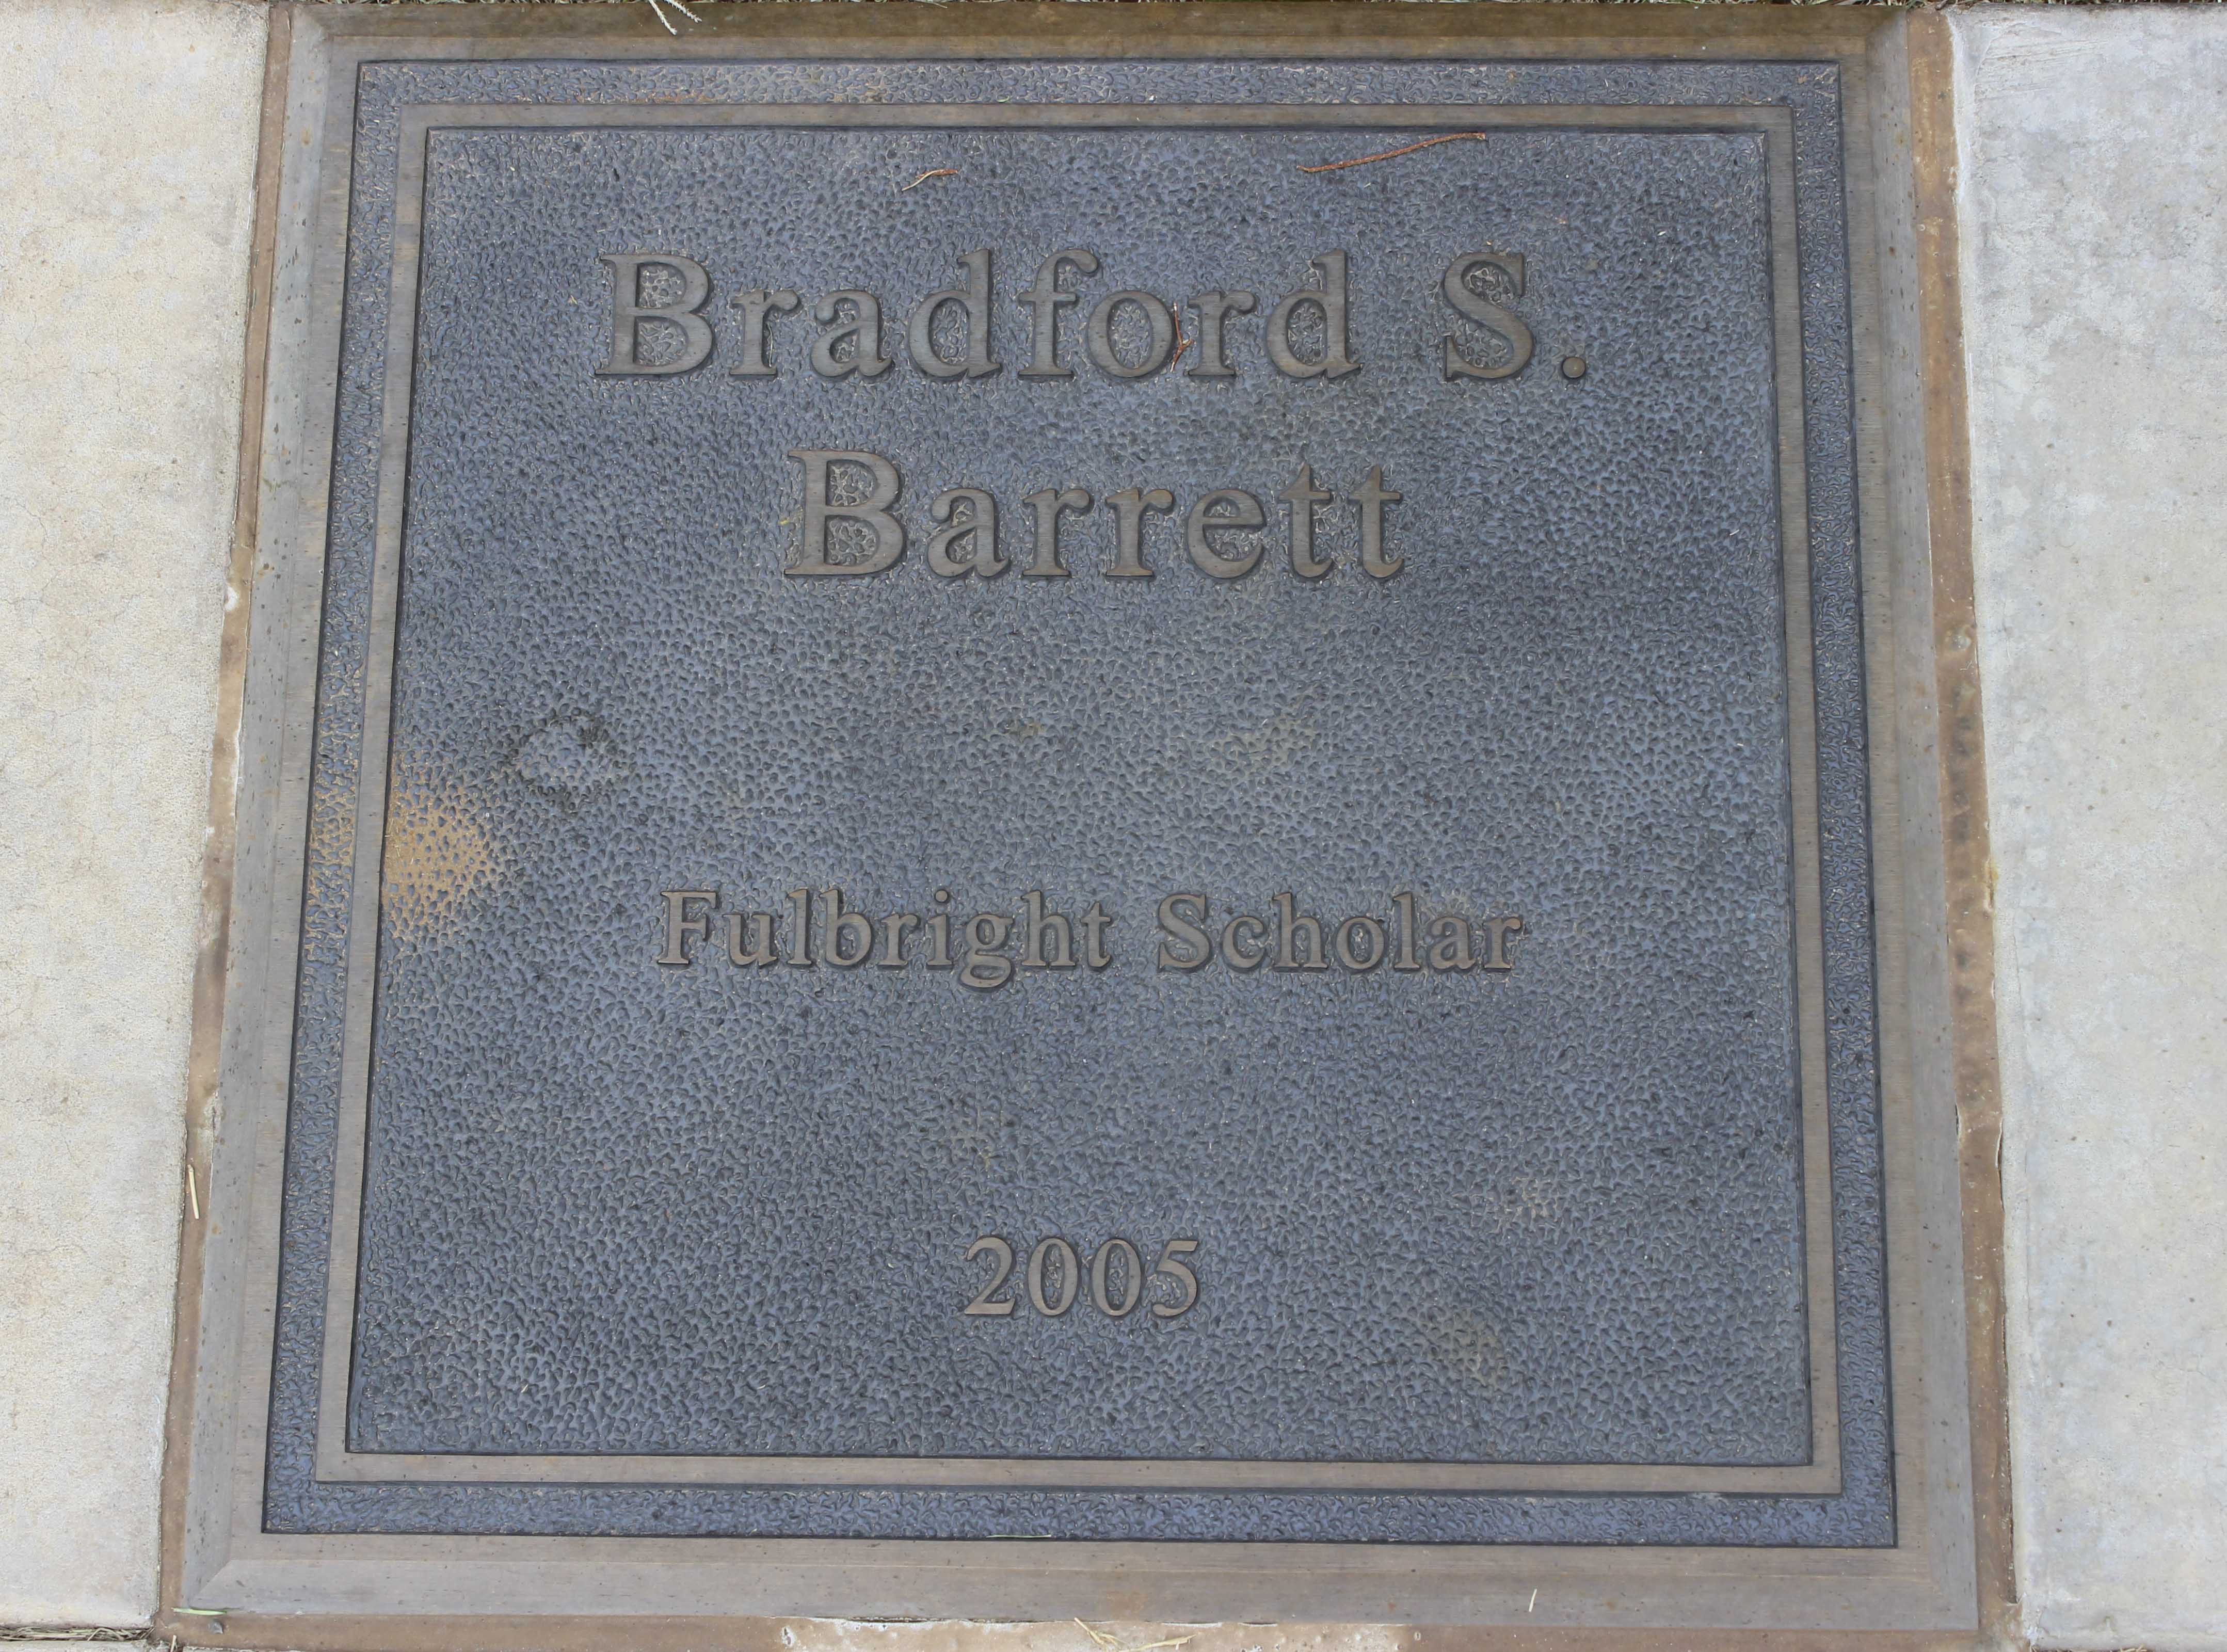 Bradford S.
Barrett
Fulbright Scholar
2005